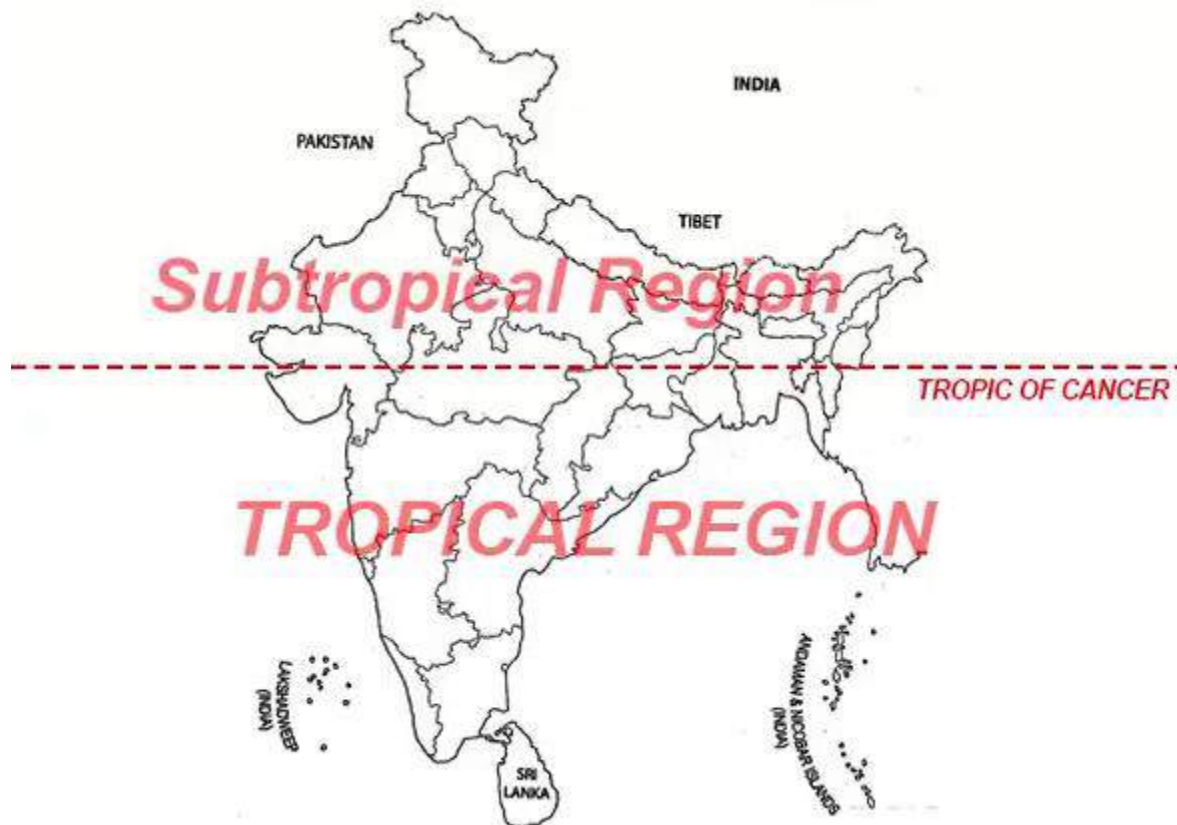 INDIA
PAKISTAN
TIBET
Subtropical Region
TROPIC OF CANCER
TROPICAL REGION
LAKSHADWEEP
(INDIA)
ANDAMAN & NICOBAR ISLANDS
(INDIA)
SRI
LANKA